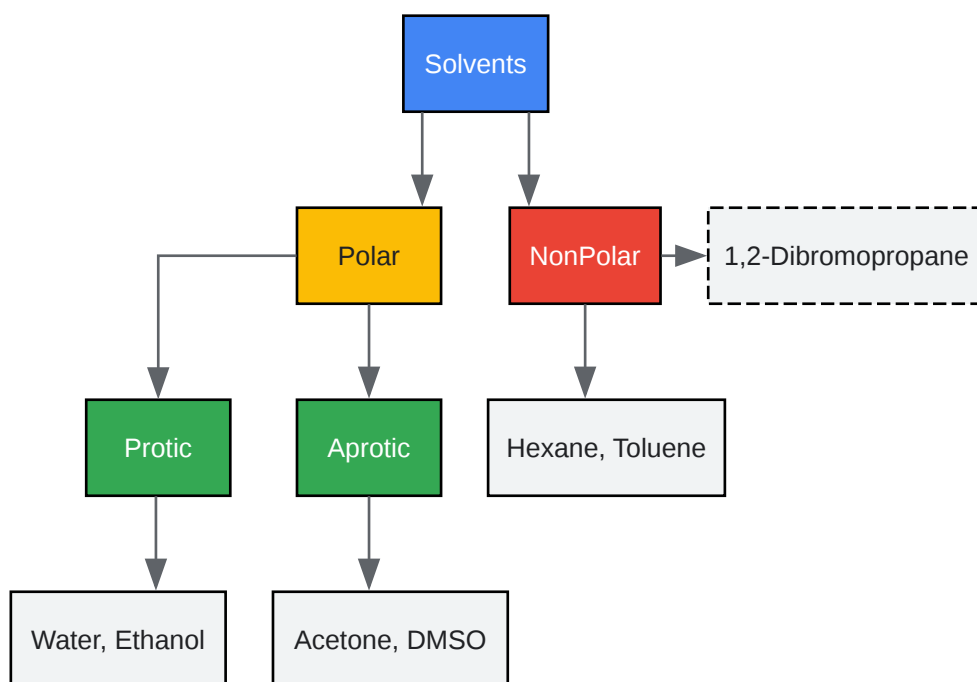 Solvents
Polar
NonPolar
1,2-Dibromopropane
Protic
Aprotic
Hexane, Toluene
Water, Ethanol
Acetone, DMSO